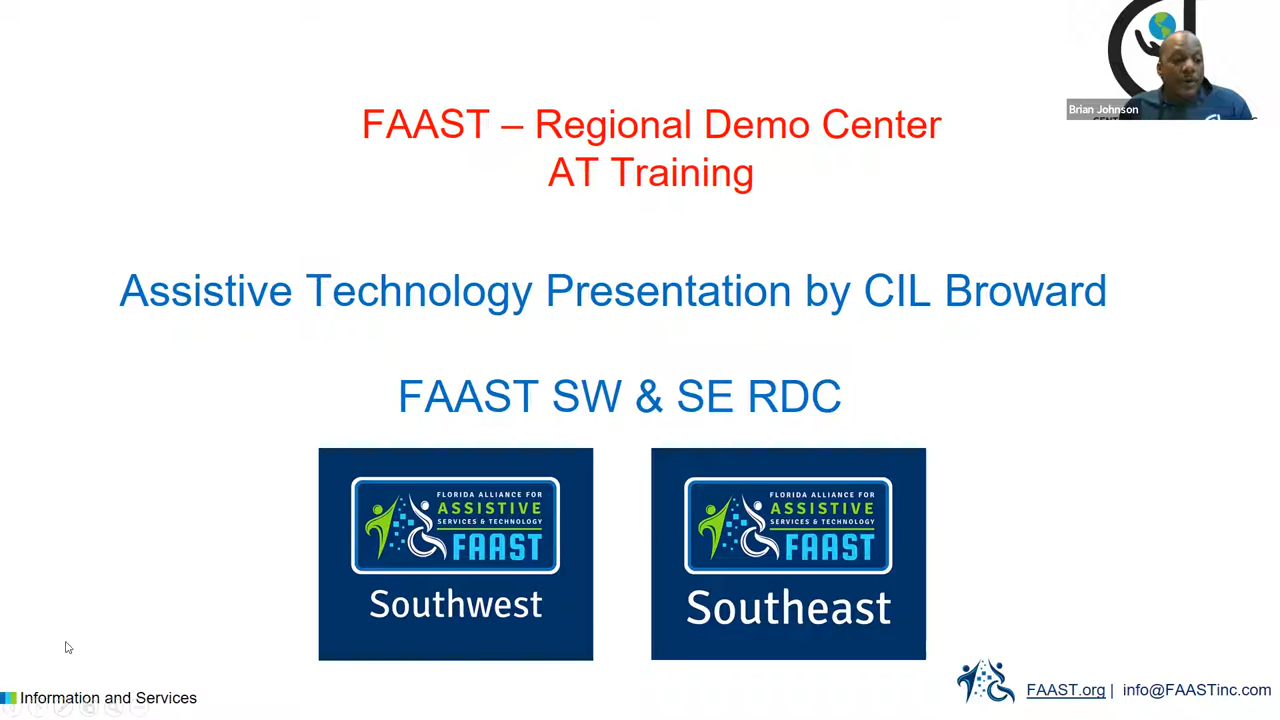 Brian Johnson
FAAST – Regional Demo Center
AT Training
Assistive Technology Presentation by CIL Broward
FAAST SW & SE RDC
FLORIDA ALLIANCE FOR
ASSISTIVE
SERVICES & TECHNOLOGY
FAAST
Southwest
FLORIDA ALLIANCE FOR
ASSISTIVE
SERVICES & TECHNOLOGY
FAAST
Southeast
Information and Services
FAAST.org | info@FAASTinc.com